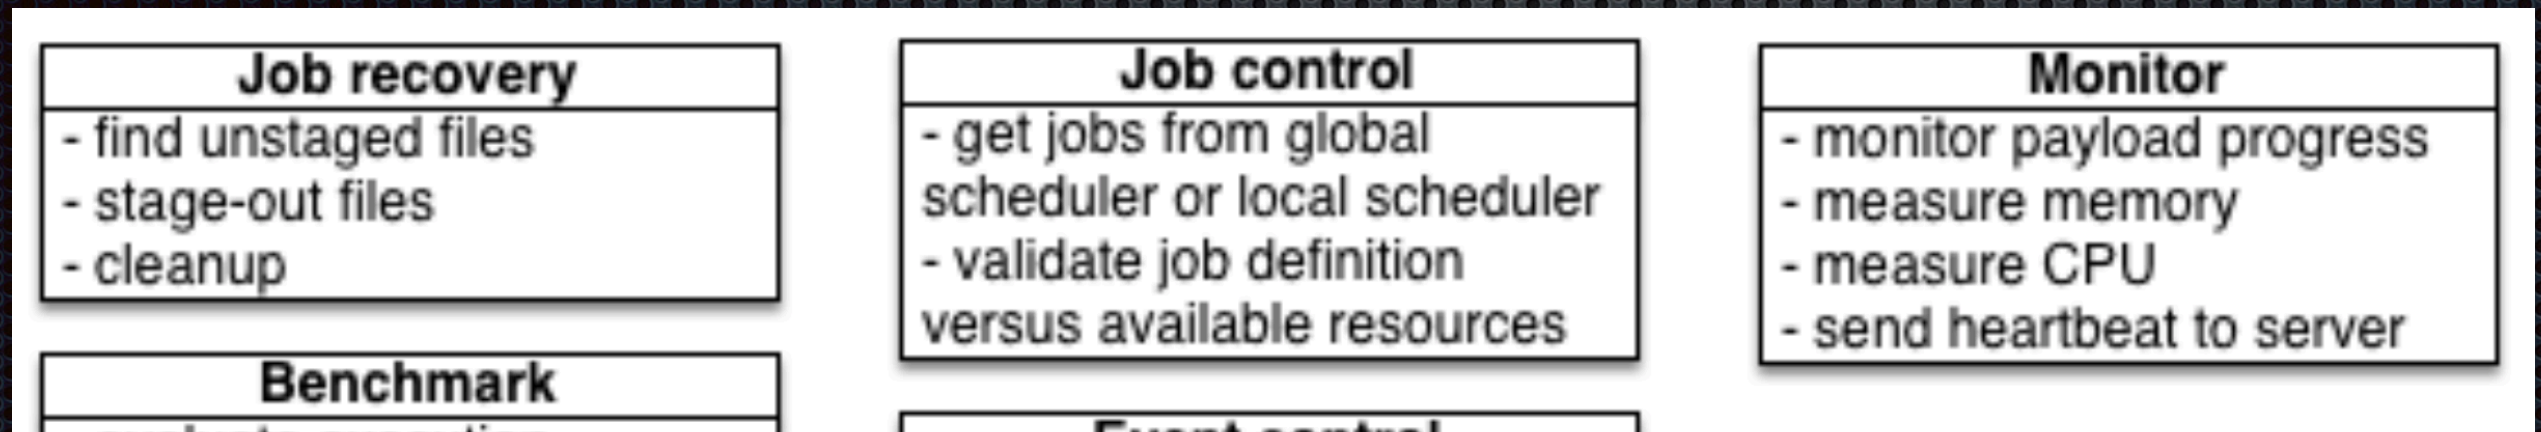 Job recovery
- find unstaged files
- stage-out files
- cleanup
Job control
- get jobs from global
scheduler or local scheduler
- validate job definition
versus available resources
Monitor
- monitor payload progress
- measure memory
- measure CPU
- send heartbeat to server
Benchmark
Event control